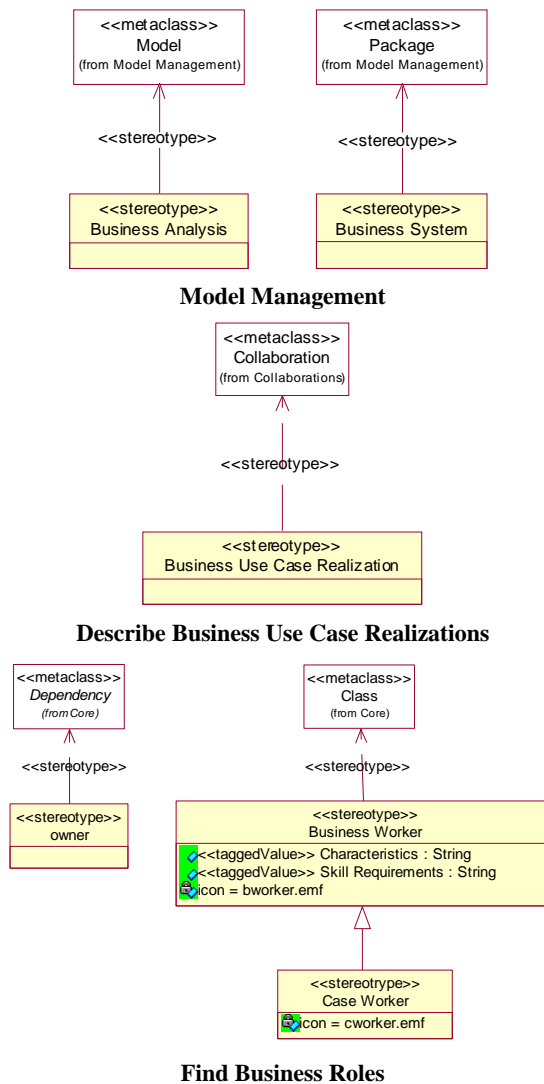 <<metaclass>>
Model
(from Model Management)
<<metaclass>>
Package
(from Model Management)
<<stereotype>>
<<stereotype>>
<<stereotype>>
Business Analysis
<<stereotype>>
Business System
Model Management
<<metaclass>>
Collaboration
(from Collaborations)
<<stereotype>>
<<stereotype>>
Business Use Case Realization
Describe Business Use Case Realizations
<<metaclass>>
Dependency
(from Core)
<<metaclass>>
Class
(from Core)
<<stereotype>>
<<stereotype>>
<<stereotype>>
owner
<<stereotype>>
Business Worker
<<taggedValue>> Characteristics : String
<<taggedValue>> Skill Requirements : String
icon = bworker.emf
<<stereotrype>>
Case Worker
icon = cworker.emf
Find Business Roles